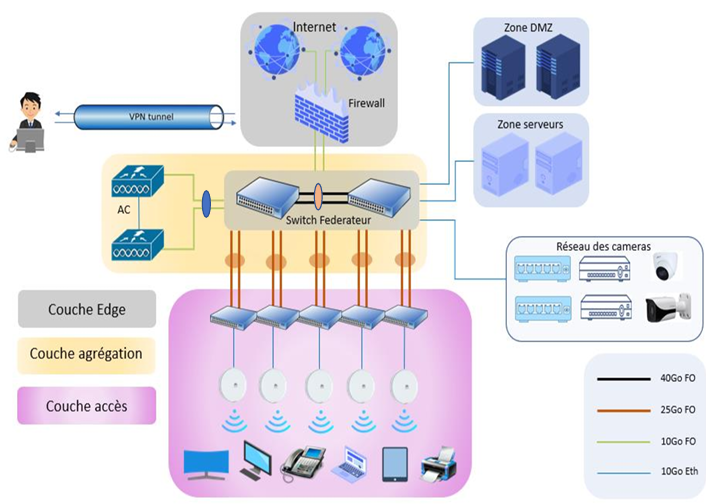 Internet
Firewall
Zone DMZ
VPN tunnel
Zone serveurs
AC
Switch Federateur
Réseau des cameras
Couche Edge
Couche agrégation
Couche accès
40Go FO
25Go FO
10Go FO
10Go Eth